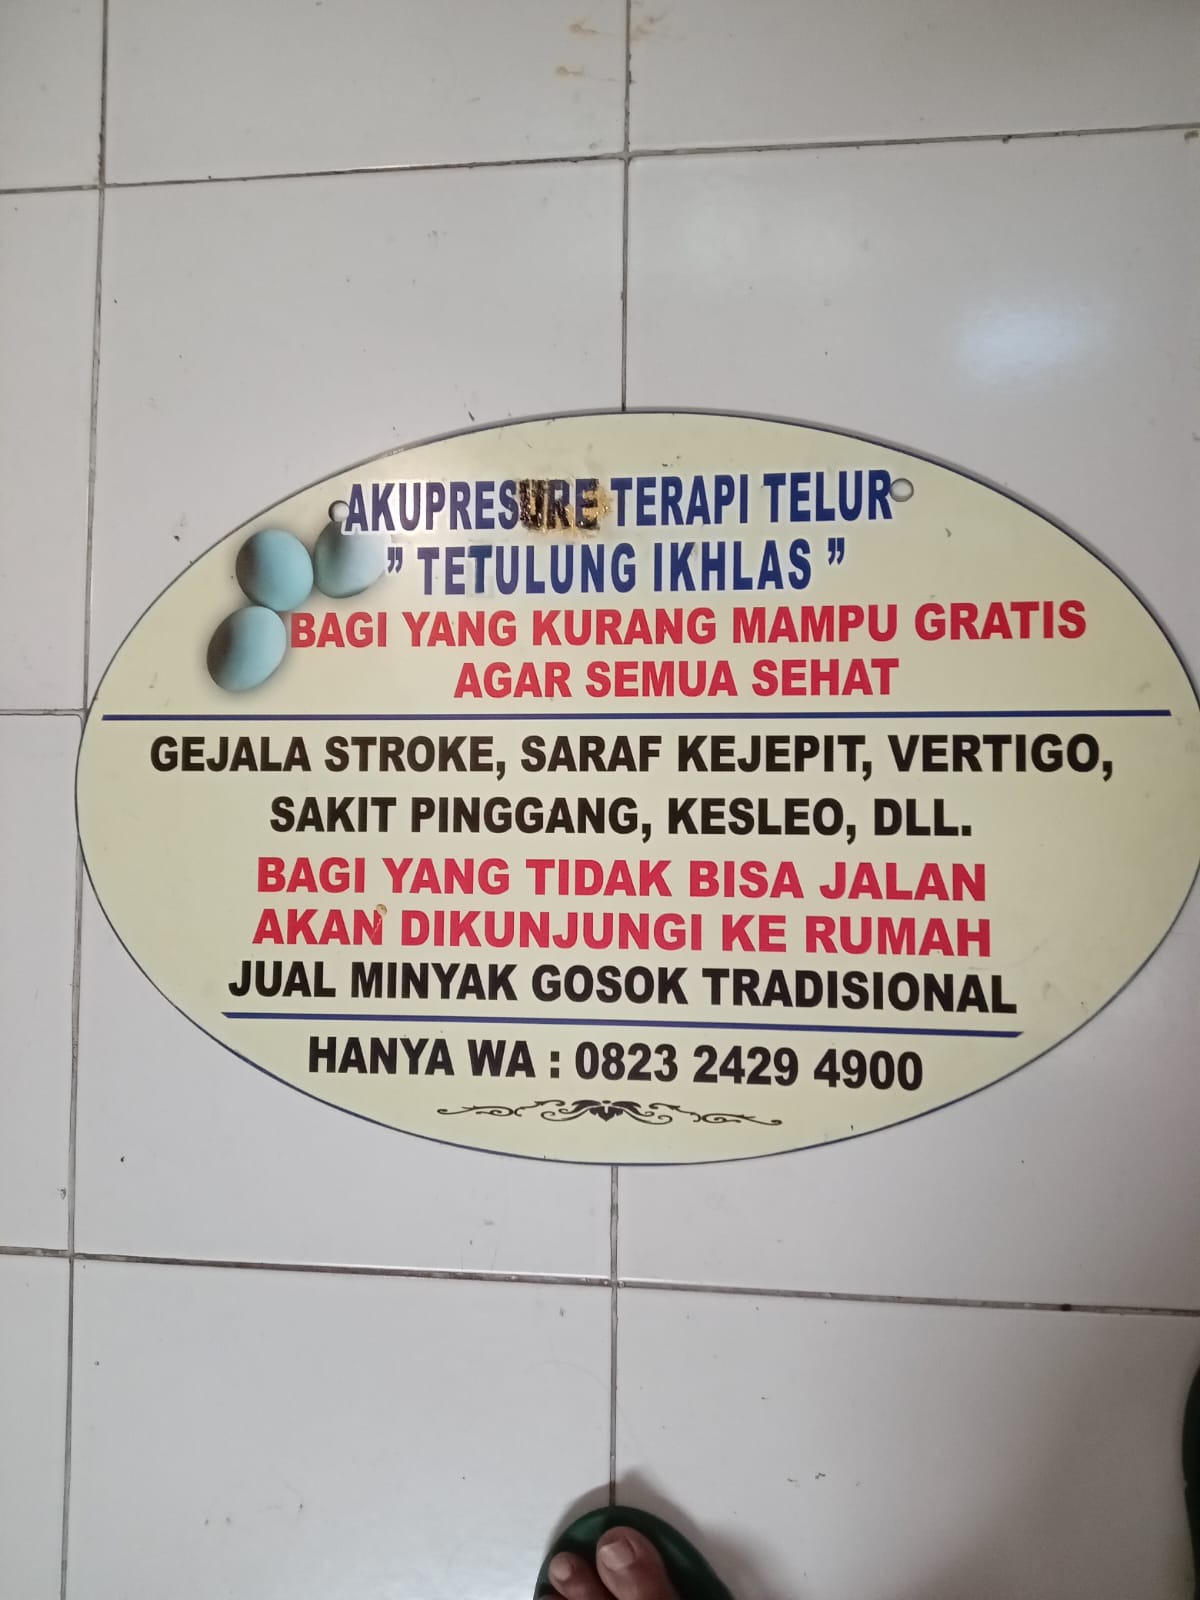 AKUPRESURE TERAPI TELUR
” TETULUNG IKHLAS ”
BAGI YANG KURANG MAMPU GRATIS
AGAR SEMUA SEHAT
GEJALA STROKE, SARAF KEJEPIT, VERTIGO,
SAKIT PINGGANG, KESLEO, DLL.
BAGI YANG TIDAK BISA JALAN
AKAN DIKUNJUNGI KE RUMAH
JUAL MINYAK GOSOK TRADISIONAL
HANYA WA : 0823 2429 4900